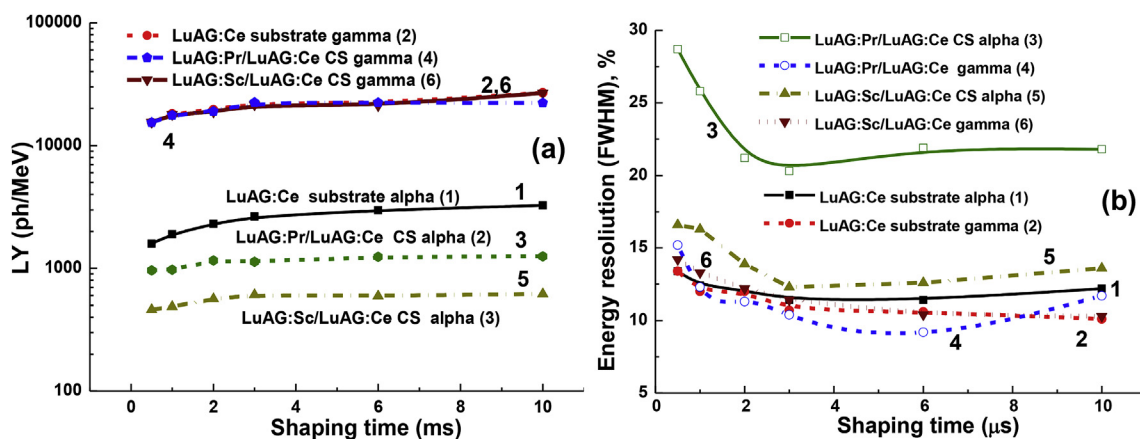 100000
10000
1000
100
LY (ph/MeV)
LuAG:Ce substrate gamma (2)
LuAG:Pr/LuAG:Ce CS gamma (4)
LuAG:Sc/LuAG:Ce CS gamma (6)
2,6
4
(a)
LuAG:Ce substrate alpha (1)
1
LuAG:Pr/LuAG:Ce CS alpha (2)
3
5
LuAG:Sc/LuAG:Ce CS alpha (3)
0 2 4 6 8 10
Shaping time (ms)
30
25
20
15
10
5
Energy resoliution (FWHM), %
LuAG:Pr/LuAG:Ce CS alpha (3)
LuAG:Pr/LuAG:Ce gamma (4)
LuAG:Sc/LuAG:Ce CS alpha (5)
LuAG:Sc/LuAG:Ce gamma (6)
3
LuAG:Ce substrate alpha (1)
LuAG:Ce substrate gamma (2)
(b)
6
5
1
4
2
0 2 4 6 8 10
Shaping time (μs)